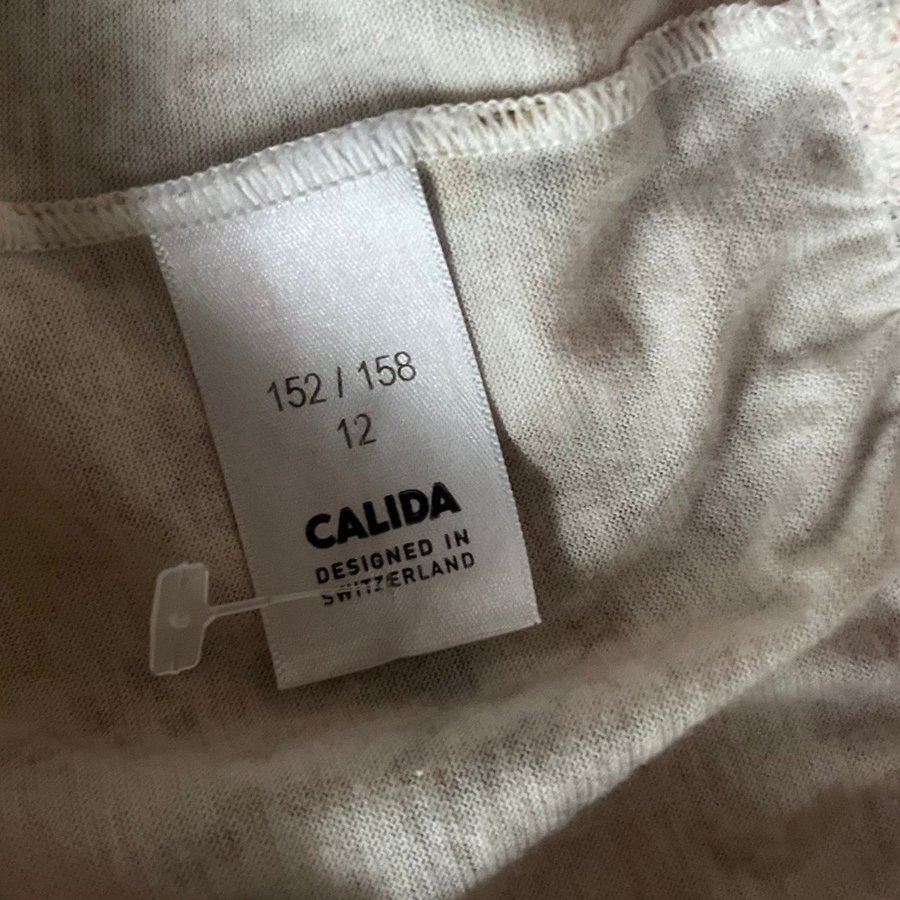 152 / 158
12
CALIDA
DESIGNED IN
SWITZERLAND